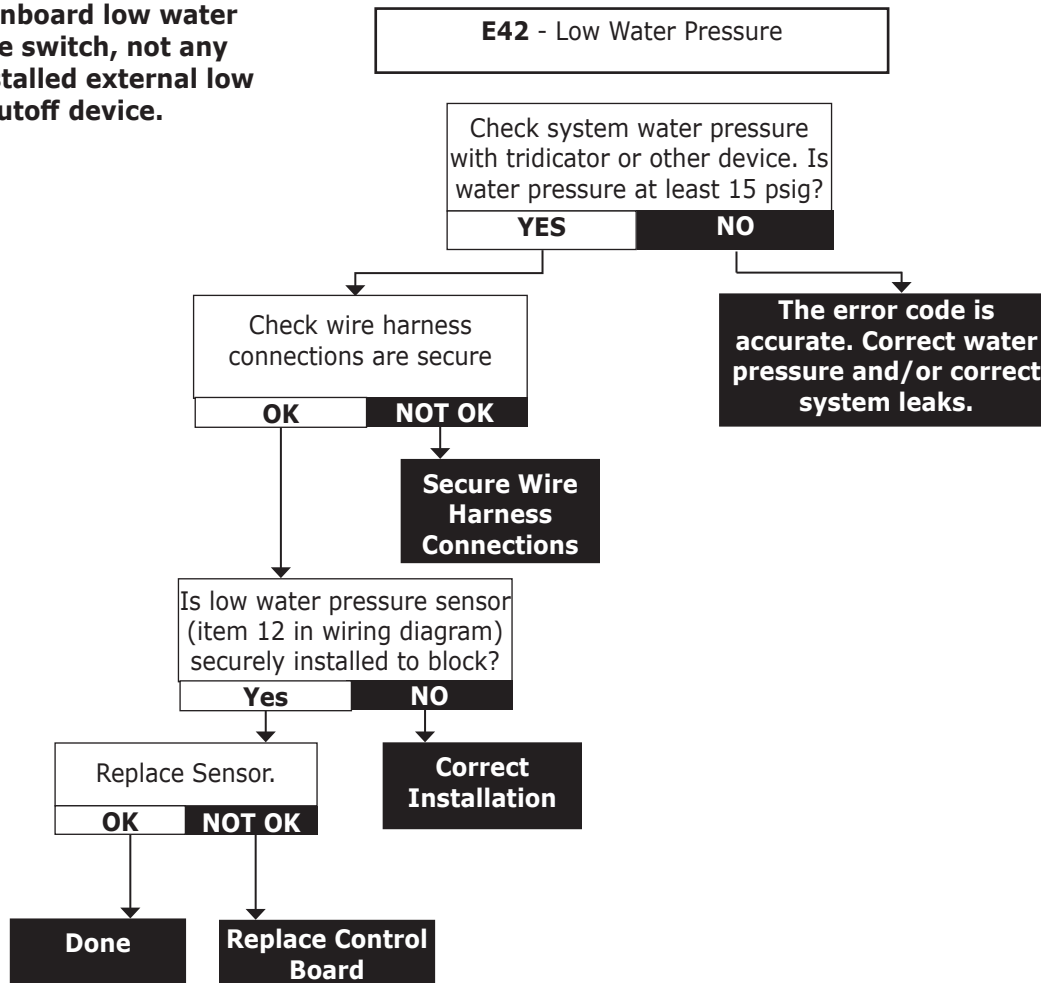 nboard low water
e switch, not any
stalled external low
utoff device.
E42 - Low Water Pressure
Check system water pressure
with tridicator or other device. Is
water pressure at least 15 psig?
YES
NO
Check wire harness
connections are secure
The error code is
accurate. Correct water
pressure and/or correct
system leaks.
OK
NOT OK
Secure Wire
Harness
Connections
Is low water pressure sensor
(item 12 in wiring diagram)
securely installed to block?
Yes
NO
Replace Sensor.
Correct
Installation
OK
NOT OK
Done
Replace Control
Board